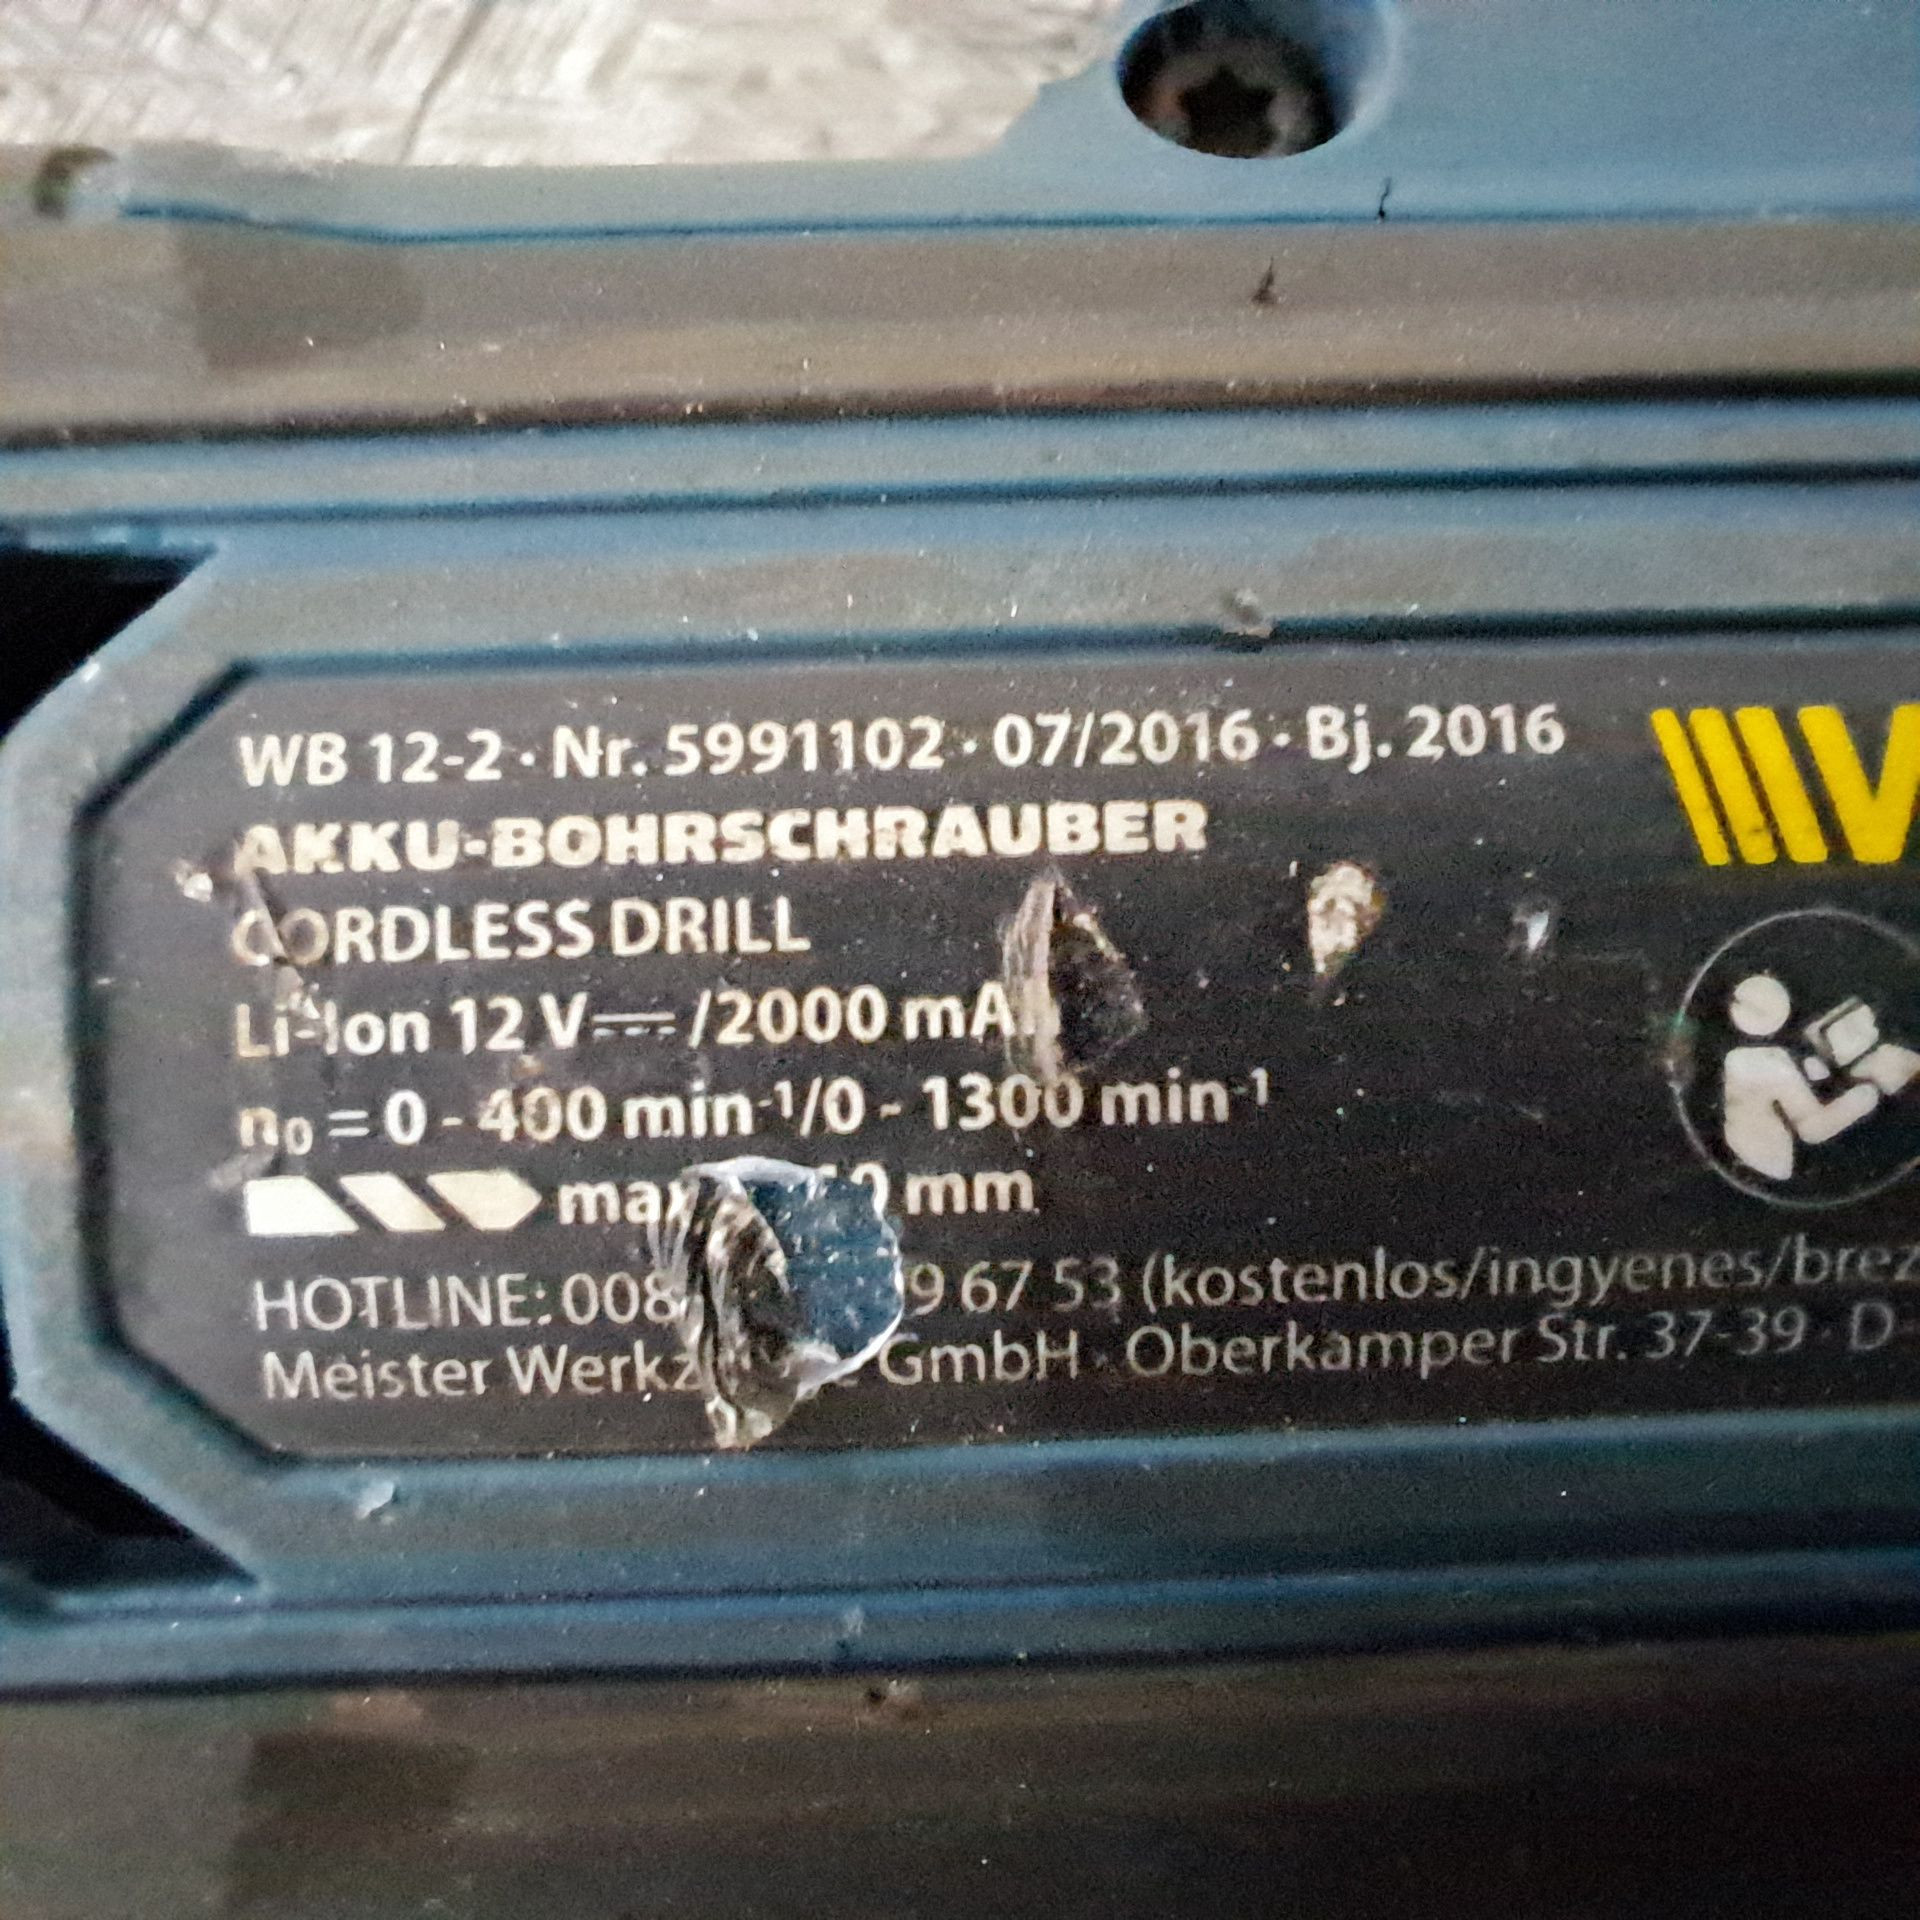 WB 12-2 · Nr. 5991102 · 07/2016 · Bj. 2016
AKKU-BOHRSCHRAUBER
CORDLESS DRILL
Li-Ion 12 V⎓ /2000
n₀ = 0 - 400 min⁻¹/0 - 1300 min⁻¹
mm
HOTLINE: 67 53 (kostenlos/ingyenes/
Meister GmbH · Oberkamper Str. 37-39 ·